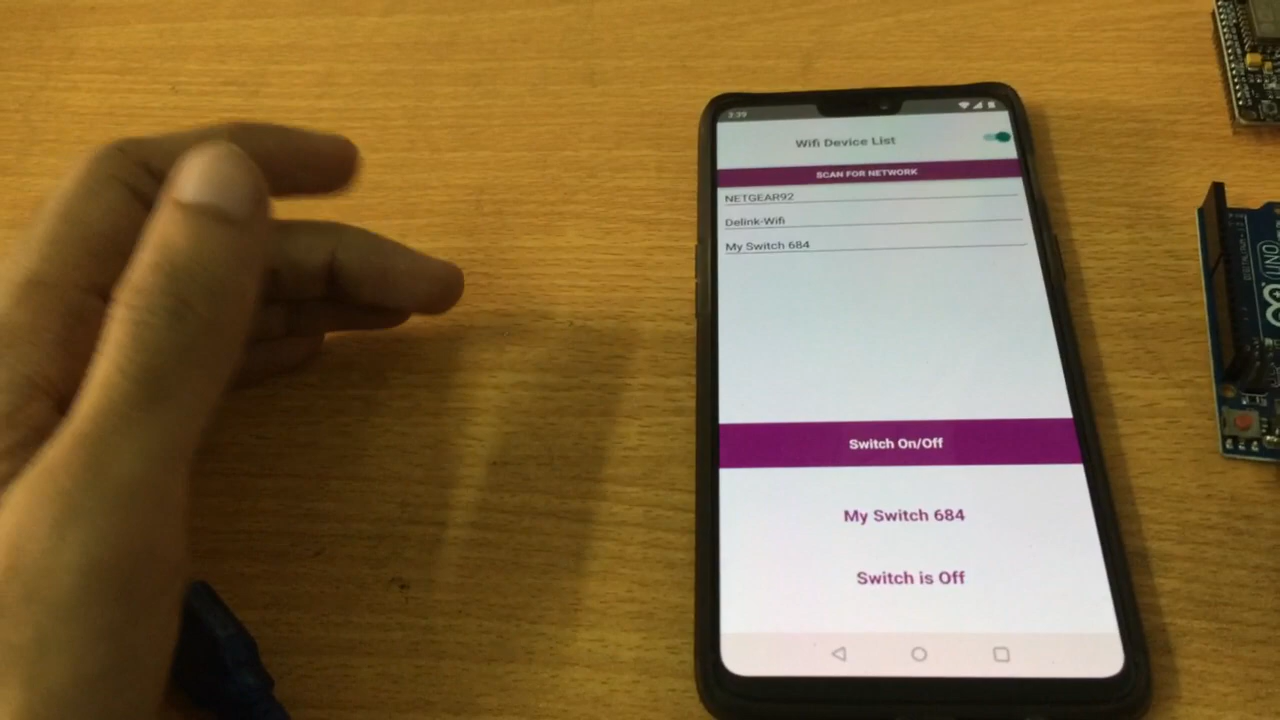 3:39
Wifi Device List
SCAN FOR NETWORK
NETGEAR92
Delink-Wifi
My Switch 684
Switch On/Off
My Switch 684
Switch is Off
UNO